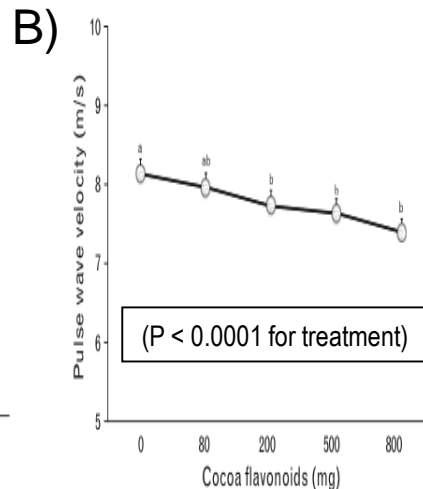 B)
Pulse wave velocity (m/s)
10
9
8
7
6
5
a
ab
b
b
b
(P < 0.0001 for treatment)
0 80 200 500 800
Cocoa flavonoids (mg)